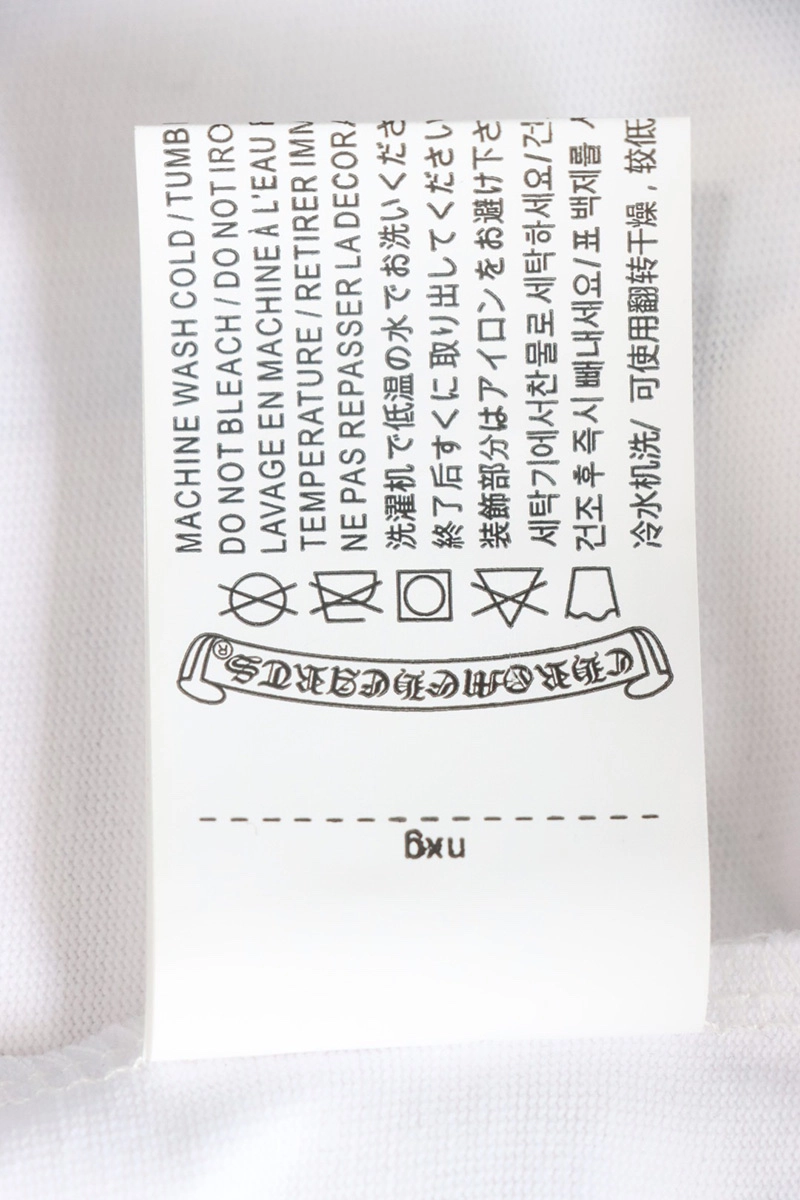 MACHINE WASH COLD / TUMB
DO NOT BLEACH / DO NOT IRO
LAVAGE EN MACHINE À L'EAU
TEMPERATURE / RETIRER IMM
NE PAS REPASSER LA DECORA
洗濯机で低温の水でお洗いくださ
終了后すくに取り出してください
装飾部分はアイロンをお避け下さ
세탁기에서찬물로 세탁하세요/건
건조 후 즉시 빼내세요/표백제를
冷水机洗/ 可使用翻转干燥 , 较低
CHROME HEARTS ®
nxg